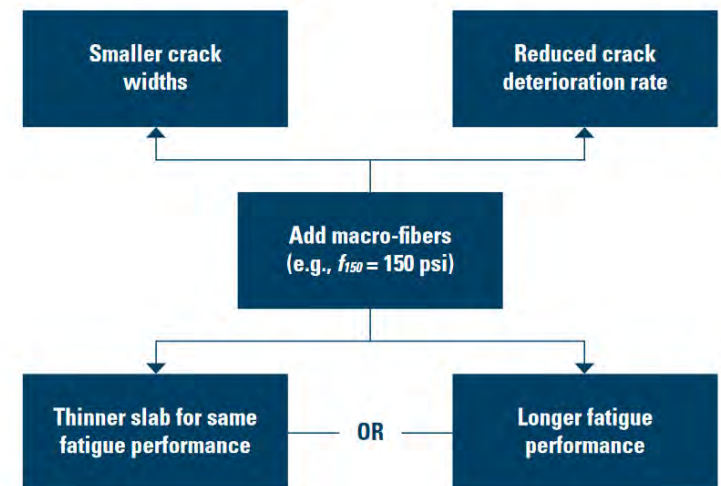 Smaller crack
widths
Reduced crack
deterioration rate
Add macro-fibers
(e.g., f150 = 150 psi)
Thinner slab for same
fatigue performance
OR
Longer fatigue
performance